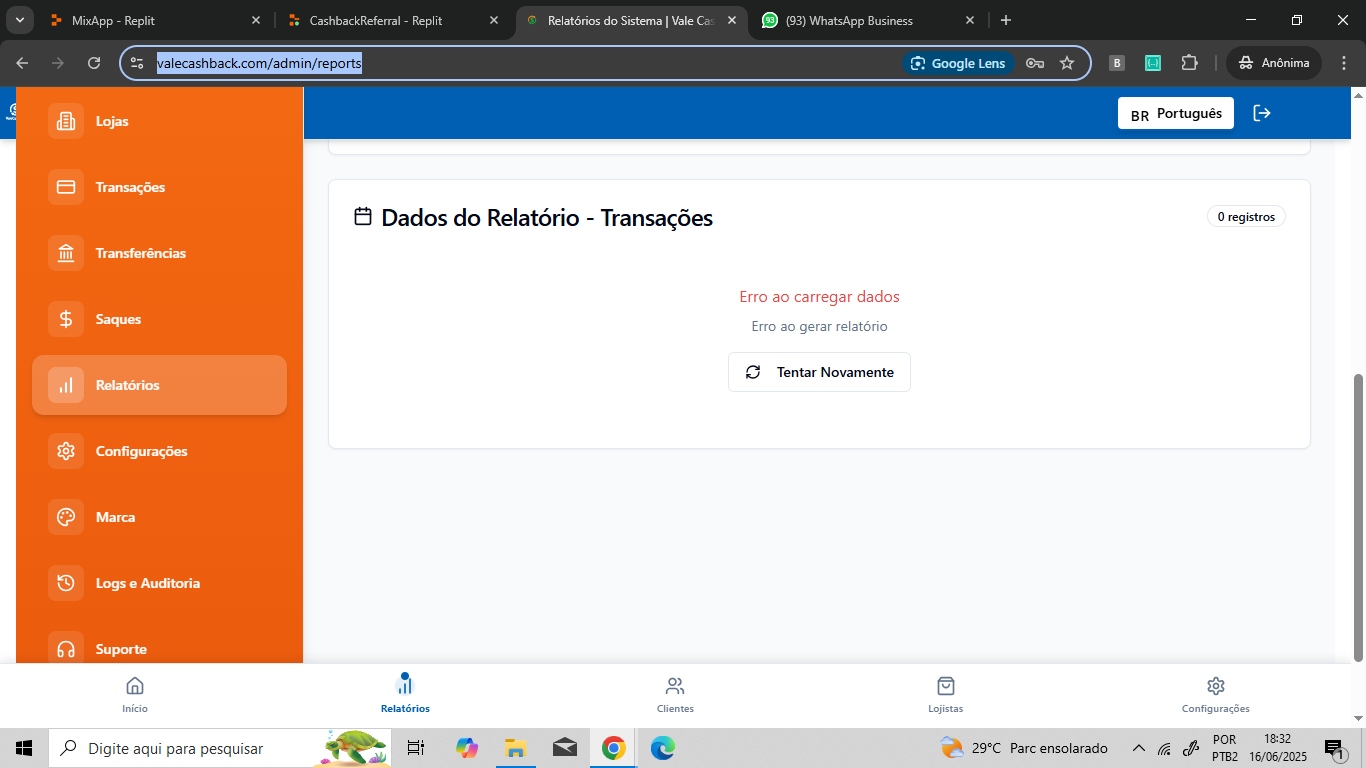 MixApp - Replit
CashbackReferral - Replit
Relatórios do Sistema | Vale Cas
(93) WhatsApp Business
valecashback.com/admin/reports
Google Lens
B
Anônima
BR Português
Lojas
Transações
Transferências
Saques
Relatórios
Configurações
Marca
Logs e Auditoria
Suporte
Dados do Relatório - Transações
0 registros
Erro ao carregar dados
Erro ao gerar relatório
Tentar Novamente
Início
Relatórios
Clientes
Lojistas
Configurações
Digite aqui para pesquisar
29°C Parc ensolarado
POR
PTB2
18:32
16/06/2025
1